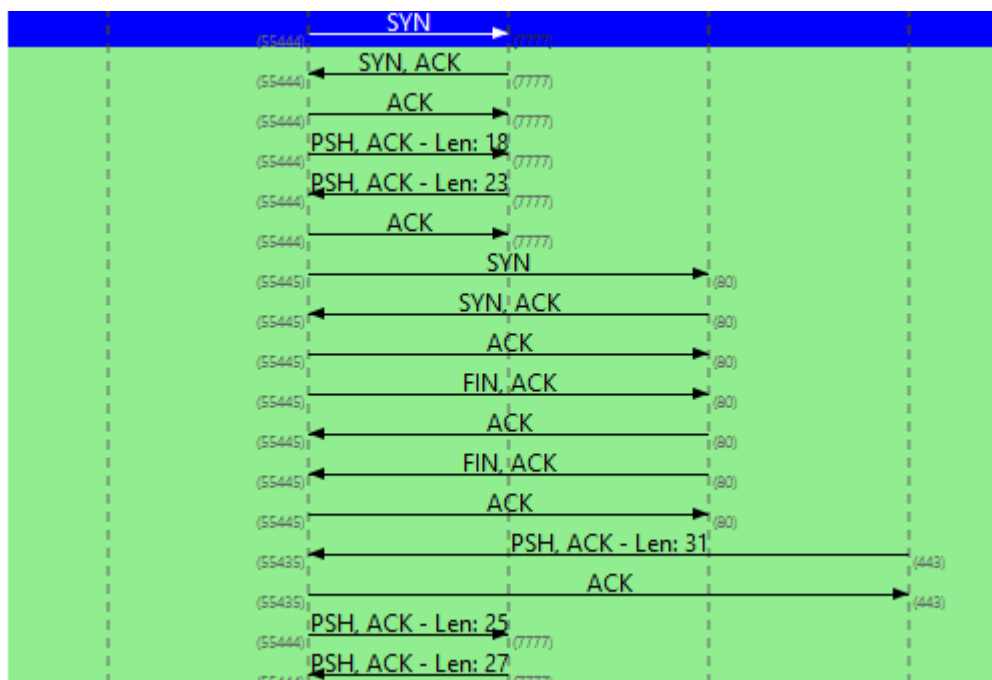 SYN
(55444) (7777)
SYN, ACK
(55444) (7777)
ACK
(55444) (7777)
PSH, ACK - Len: 18
(55444) (7777)
PSH, ACK - Len: 23
(55444) (7777)
ACK
(55444) (7777)
SYN
(55445) (80)
SYN, ACK
(55445) (80)
ACK
(55445) (80)
FIN, ACK
(55445) (80)
ACK
(55445) (80)
FIN, ACK
(55445) (80)
ACK
(55445) (80)
PSH, ACK - Len: 31
(55435) (443)
ACK
(55435) (443)
PSH, ACK - Len: 25
(55444) (7777)
PSH, ACK - Len: 27
(55444) (7777)